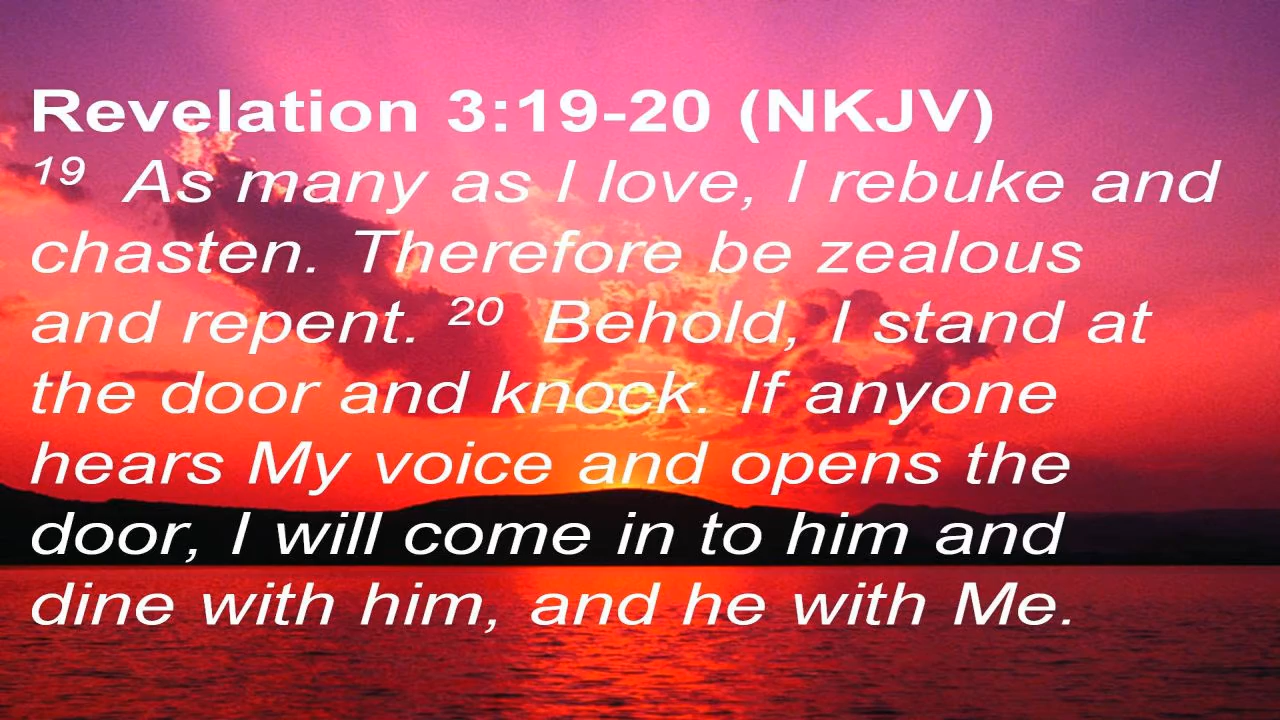 Revelation 3:19-20 (NKJV)
19 As many as I love, I rebuke and
chasten. Therefore be zealous
and repent. 20 Behold, I stand at
the door and knock. If anyone
hears My voice and opens the
door, I will come in to him and
dine with him, and he with Me.